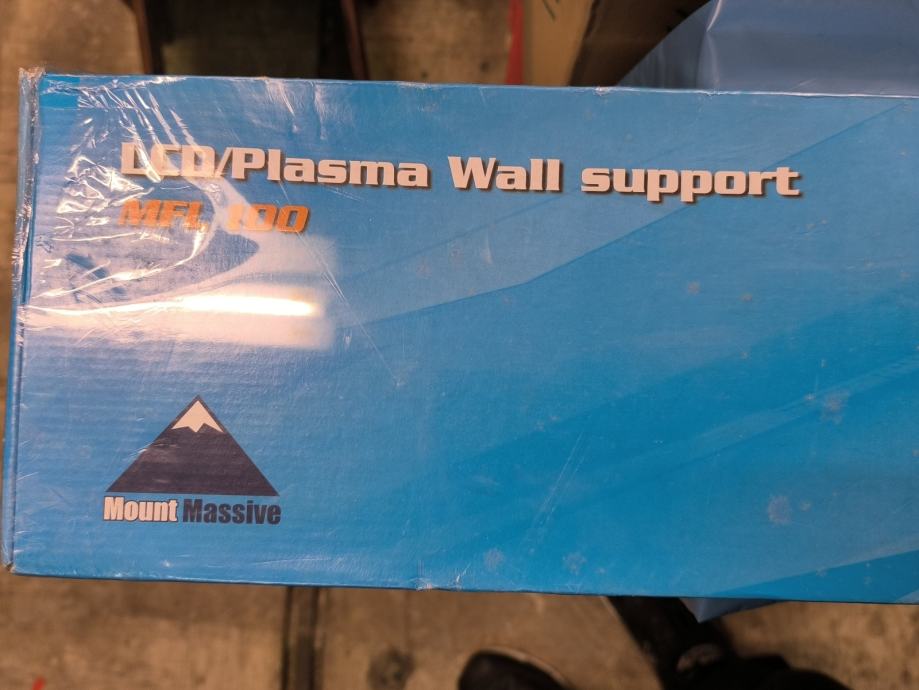 LCD/Plasma Wall support
MFL 100
Mount Massive